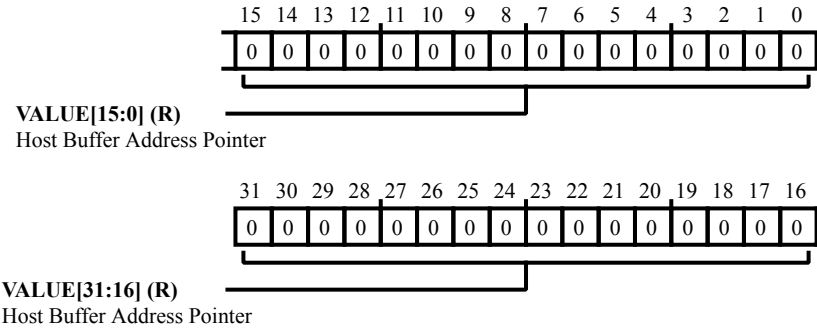 15 14 13 12 11 10 9 8 7 6 5 4 3 2 1 0
0 0 0 0 0 0 0 0 0 0 0 0 0 0 0 0
VALUE[15:0] (R)
Host Buffer Address Pointer
31 30 29 28 27 26 25 24 23 22 21 20 19 18 17 16
0 0 0 0 0 0 0 0 0 0 0 0 0 0 0 0
VALUE[31:16] (R)
Host Buffer Address Pointer